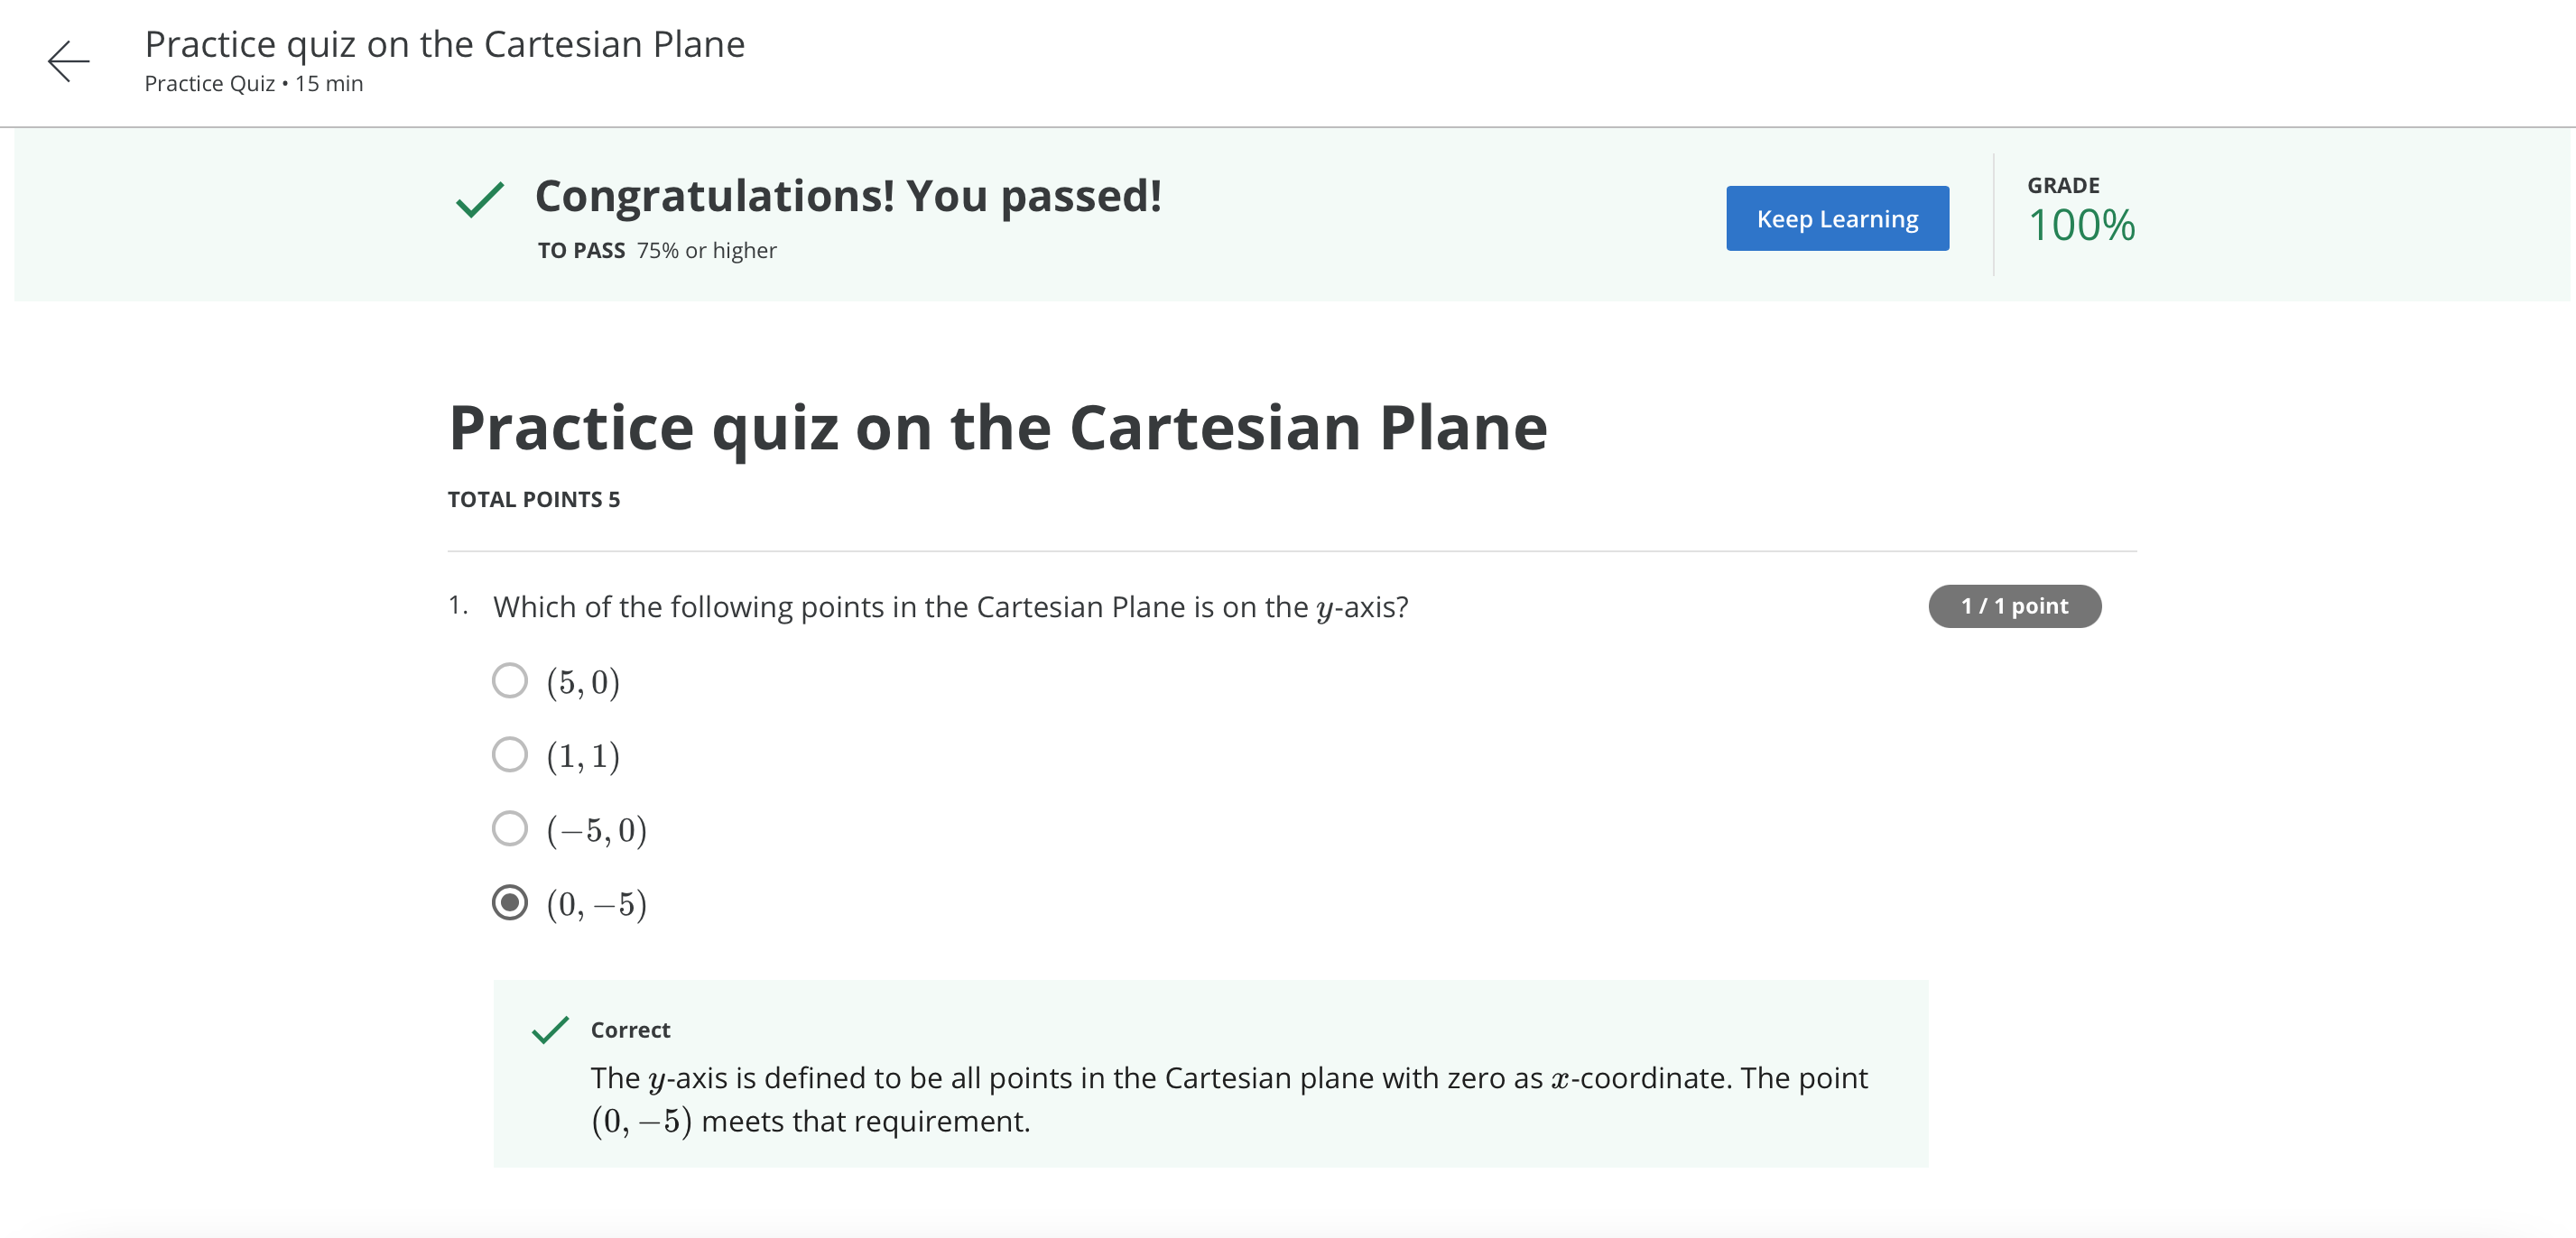 Practice quiz on the Cartesian Plane
Practice Quiz • 15 min
Congratulations! You passed!
TO PASS 75% or higher
Keep Learning
GRADE
100%
Practice quiz on the Cartesian Plane
TOTAL POINTS 5
1. Which of the following points in the Cartesian Plane is on the y-axis?
1 / 1 point
(5, 0)
(1, 1)
(−5, 0)
(0, −5)
Correct
The y-axis is defined to be all points in the Cartesian plane with zero as x-coordinate. The point
(0, −5) meets that requirement.